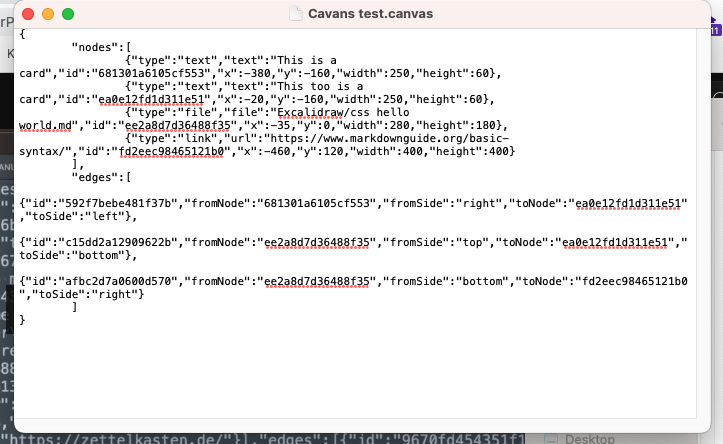 Cavans test.canvas
{
"nodes":[
{"type":"text","text":"This is a
card","id":"681301a6105cf553","x":-380,"y":-160,"width":250,"height":60},
{"type":"text","text":"This too is a
card","id":"ea0e12fd1d311e51","x":-20,"y":-160,"width":250,"height":60},
{"type":"file","file":"Excalidraw/css hello
world.md","id":"ee2a8d7d36488f35","x":-35,"y":0,"width":280,"height":180},
{"type":"link","url":"https://www.markdownguide.org/basic-
syntax/","id":"fd2eec98465121b0","x":-460,"y":120,"width":400,"height":400}
],
"edges":[
{"id":"592f7bebe481f37b","fromNode":"681301a6105cf553","fromSide":"right","toNode":"ea0e12fd1d311e51"
,"toSide":"left"},
{"id":"c15dd2a12909622b","fromNode":"ee2a8d7d36488f35","fromSide":"top","toNode":"ea0e12fd1d311e51","
toSide":"bottom"},
{"id":"afbc2d7a0600d570","fromNode":"ee2a8d7d36488f35","fromSide":"bottom","toNode":"fd2eec98465121b0
","toSide":"right"}
]
}
"https://zettelkasten.de/"}],"edges":[{"id":"9670fd454351f1
Desktop
11